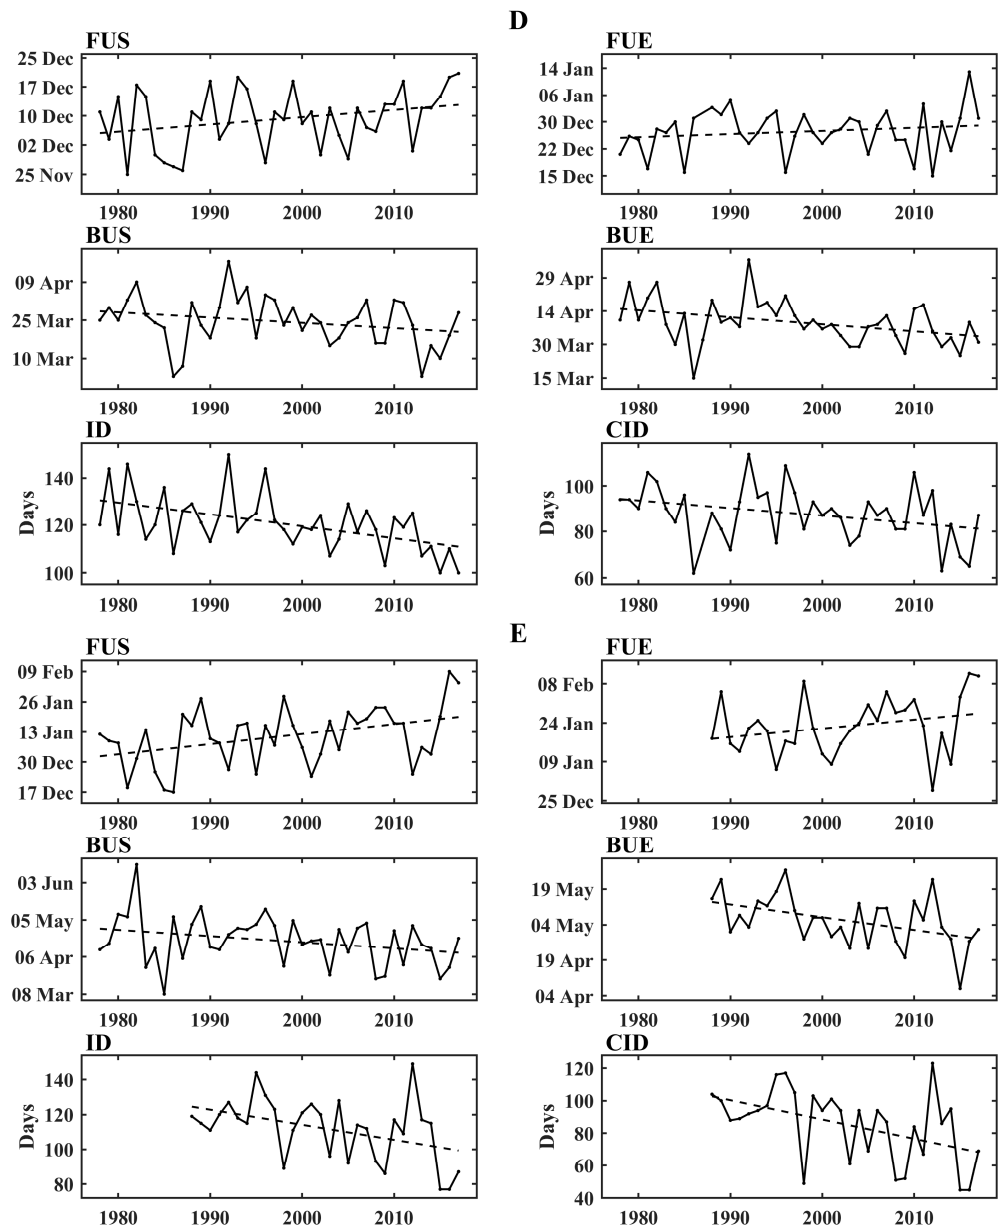 D
FUS
25 Dec
17 Dec
10 Dec
02 Dec
25 Nov
1980 1990 2000 2010
FUE
14 Jan
06 Jan
30 Dec
22 Dec
15 Dec
1980 1990 2000 2010
BUS
09 Apr
25 Mar
10 Mar
1980 1990 2000 2010
BUE
29 Apr
14 Apr
30 Mar
15 Mar
1980 1990 2000 2010
ID
Days
140
120
100
1980 1990 2000 2010
CID
Days
100
80
60
1980 1990 2000 2010
E
FUS
09 Feb
26 Jan
13 Jan
30 Dec
17 Dec
1980 1990 2000 2010
FUE
08 Feb
24 Jan
09 Jan
25 Dec
1980 1990 2000 2010
BUS
03 Jun
05 May
06 Apr
08 Mar
1980 1990 2000 2010
BUE
19 May
04 May
19 Apr
04 Apr
1980 1990 2000 2010
ID
Days
140
120
100
80
1980 1990 2000 2010
CID
Days
120
100
80
60
40
1980 1990 2000 2010